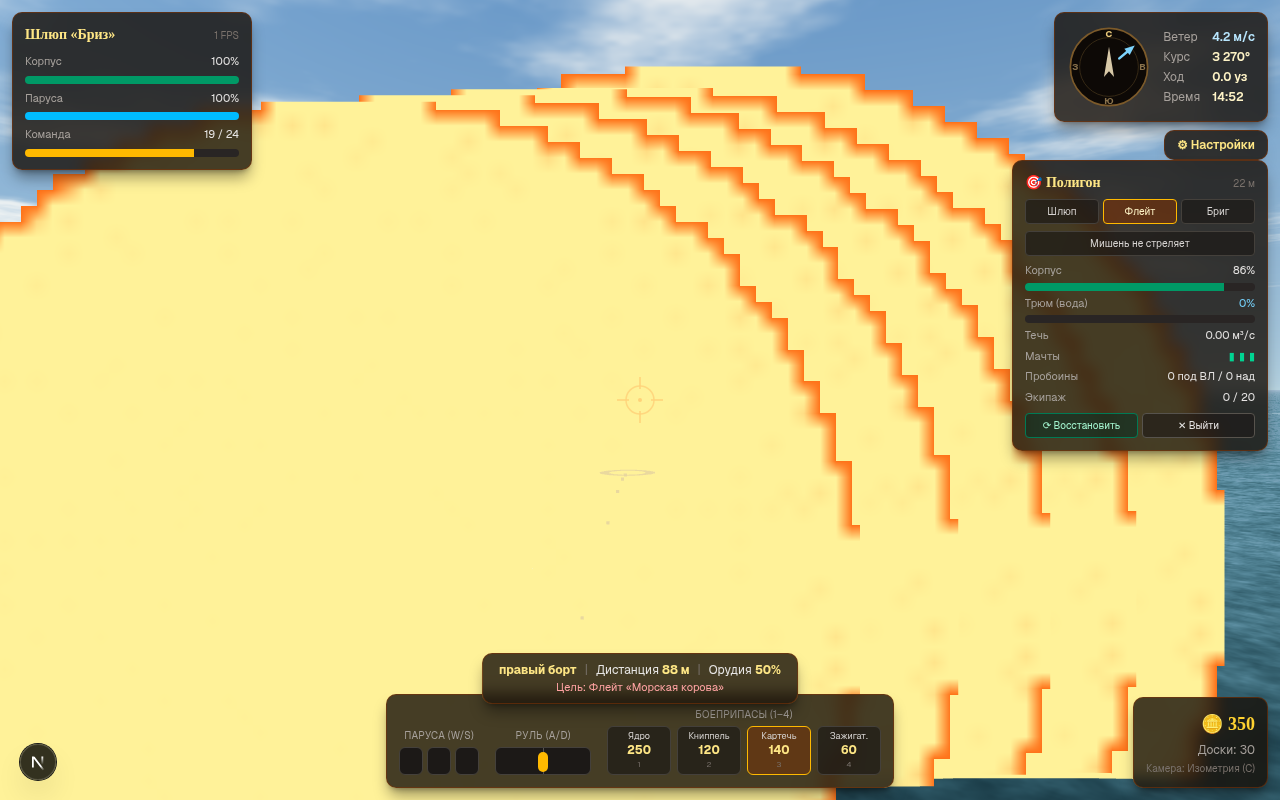 Шлюп «Бриз»
1 FPS
Корпус 100%
Паруса 100%
Команда 19 / 24
С
З В
Ю
Ветер 4.2 м/с
Курс З 270°
Ход 0.0 уз
Время 14:52
⚙ Настройки
🎯 Полигон 22 м
Шлюп Флейт Бриг
Мишень не стреляет
Корпус 86%
Трюм (вода) 0%
Течь 0.00 м³/с
Мачты
Пробоины 0 под ВЛ / 0 над
Экипаж 0 / 20
⟳ Восстановить ✕ Выйти
правый борт | Дистанция 88 м | Орудия 50%
Цель: Флейт «Морская корова»
ПАРУСА (W/S) РУЛЬ (A/D) БОЕПРИПАСЫ (1–4)
Ядро Книппель Картечь Зажигат.
250 120 140 60
1 2 3 4
🪙 350
Доски: 30
Камера: Изометрия (C)
N